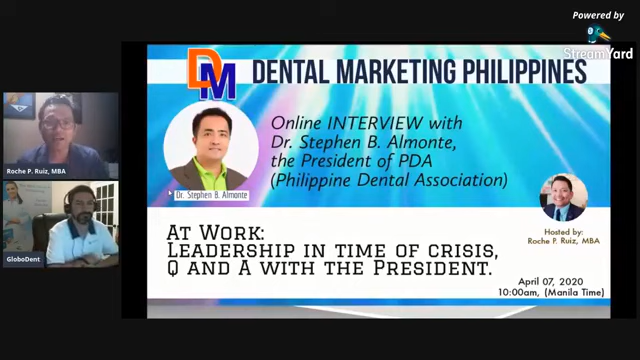 Powered by
StreamYard
DM
DENTAL MARKETING PHILIPPINES
Online INTERVIEW with
Dr. Stephen B. Almonte,
the President of PDA
(Philippine Dental Association)
Dr. Stephen B. Almonte
Hosted by:
Roche P. Ruiz, MBA
AT WORK:
LEADERSHIP IN TIME OF CRISIS,
Q AND A WITH THE PRESIDENT.
April 07, 2020
10:00am, (Manila Time)
Roche P. Ruiz, MBA
GloboDent